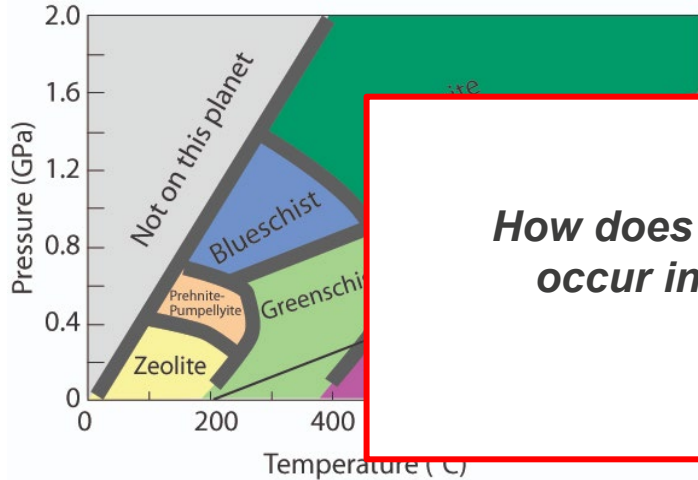 2.0
1.6
1.2
0.8
0.4
0
Pressure (GPa)
Not on this planet
Blueschist
Prehnite-
Pumpellyite
Zeolite
How does
occur in
0 200 400
Temperature (°C)